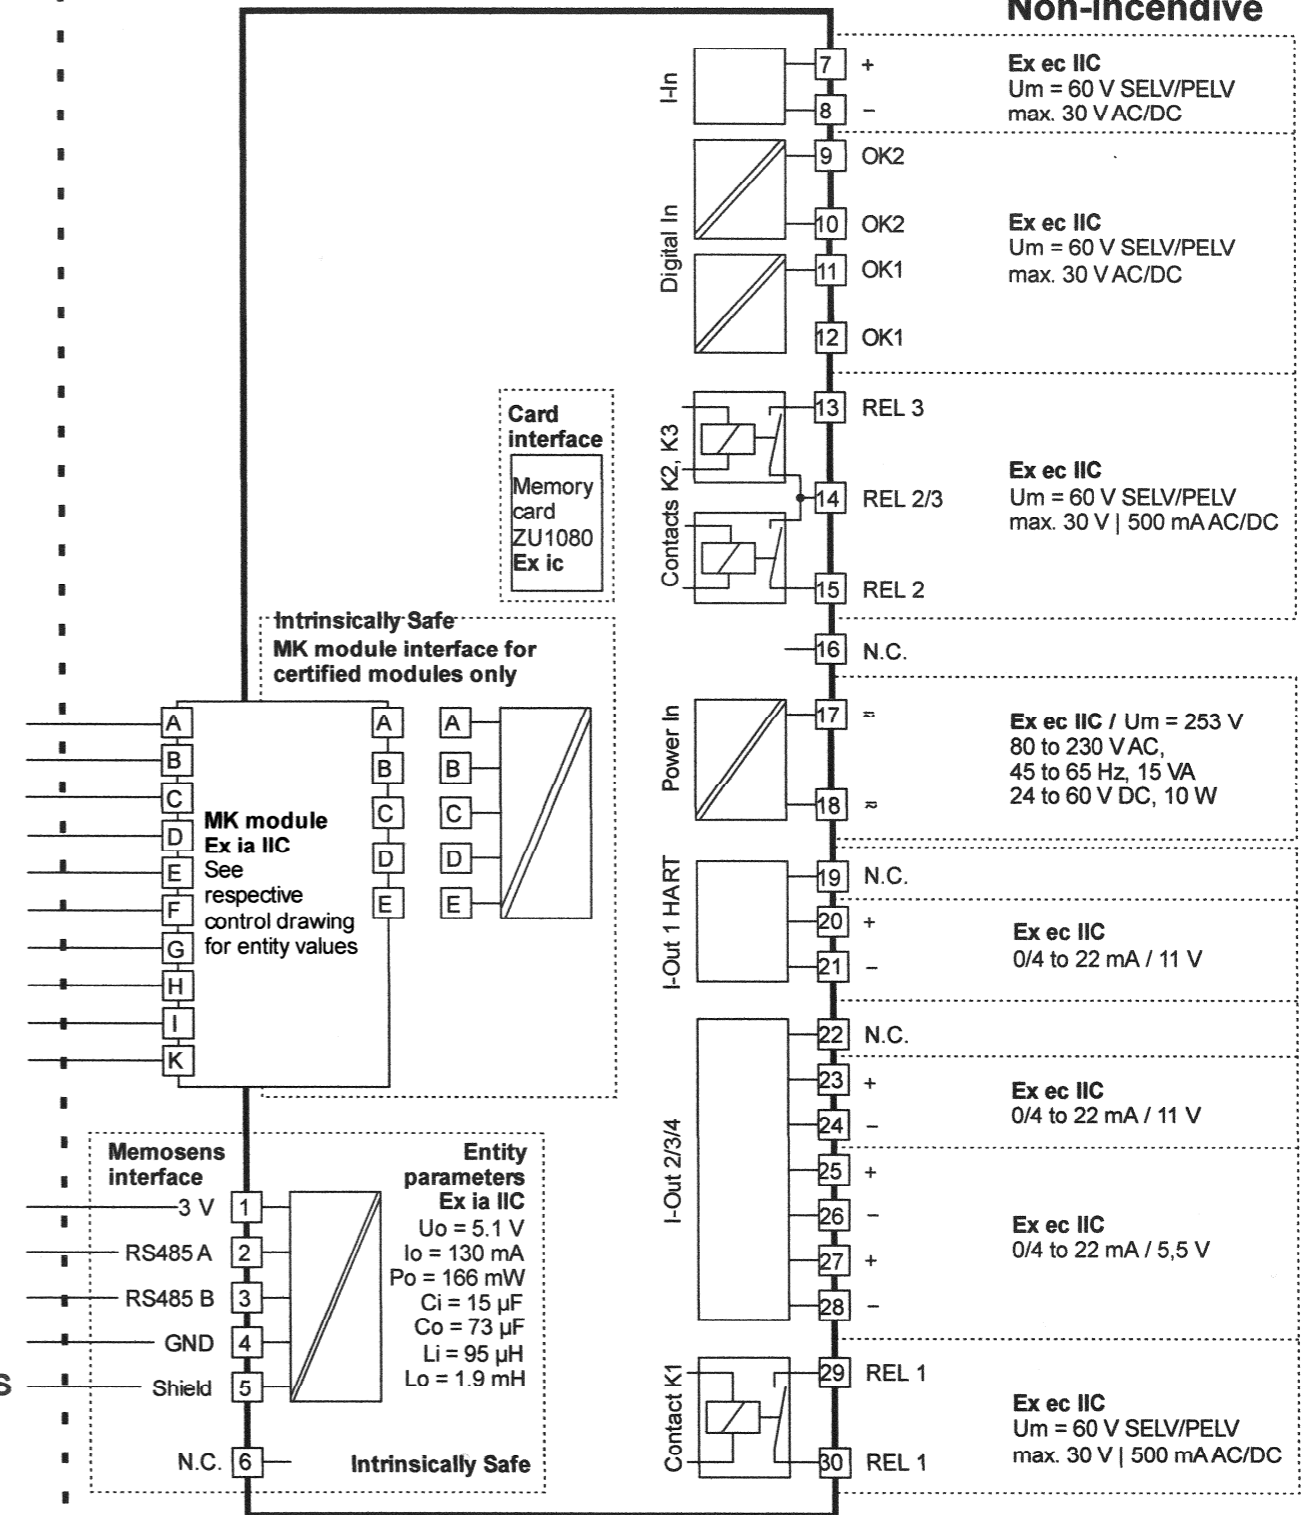 Non-Incendive
I-In
7 +
8 –
Ex ec IIC
Um = 60 V SELV/PELV
max. 30 V AC/DC
Digital In
9 OK2
10 OK2
11 OK1
12 OK1
Ex ec IIC
Um = 60 V SELV/PELV
max. 30 V AC/DC
Card
interface
Memory
card
ZU1080
Ex ic
Contacts K2, K3
13 REL 3
14 REL 2/3
15 REL 2
Ex ec IIC
Um = 60 V SELV/PELV
max. 30 V | 500 mA AC/DC
16 N.C.
Intrinsically Safe
MK module interface for
certified modules only
A
B
C
D
E
F
G
H
I
K
MK module
Ex ia IIC
See
respective
control drawing
for entity values
A
B
C
D
E
A
B
C
D
E
Power In
17 =
18 ≈
Ex ec IIC / Um = 253 V
80 to 230 V AC,
45 to 65 Hz, 15 VA
24 to 60 V DC, 10 W
I-Out 1 HART
19 N.C.
20 +
21 –
Ex ec IIC
0/4 to 22 mA / 11 V
I-Out 2/3/4
22 N.C.
23 +
24 –
Ex ec IIC
0/4 to 22 mA / 11 V
25 +
26 –
27 +
28 –
Ex ec IIC
0/4 to 22 mA / 5,5 V
Memosens
interface
3 V 1
RS485 A 2
RS485 B 3
GND 4
s
Shield 5
N.C. 6
Entity
parameters
Ex ia IIC
Uo = 5.1 V
Io = 130 mA
Po = 166 mW
Ci = 15 µF
Co = 73 µF
Li = 95 µH
Lo = 1.9 mH
Intrinsically Safe
Contact K1
29 REL 1
30 REL 1
Ex ec IIC
Um = 60 V SELV/PELV
max. 30 V | 500 mA AC/DC